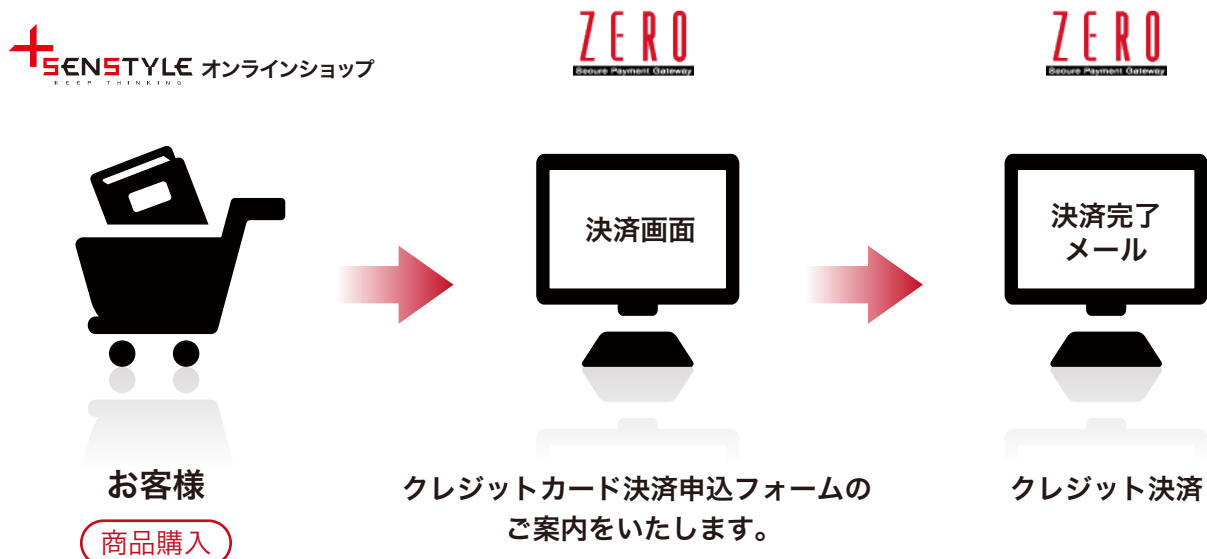 SENSTYLE オンラインショップ
KEEP THINKING
ZERO
Secure Payment Gateway
ZERO
Secure Payment Gateway
決済画面
決済完了
メール
お客様
商品購入
クレジットカード決済申込フォームの
ご案内をいたします。
クレジット決済